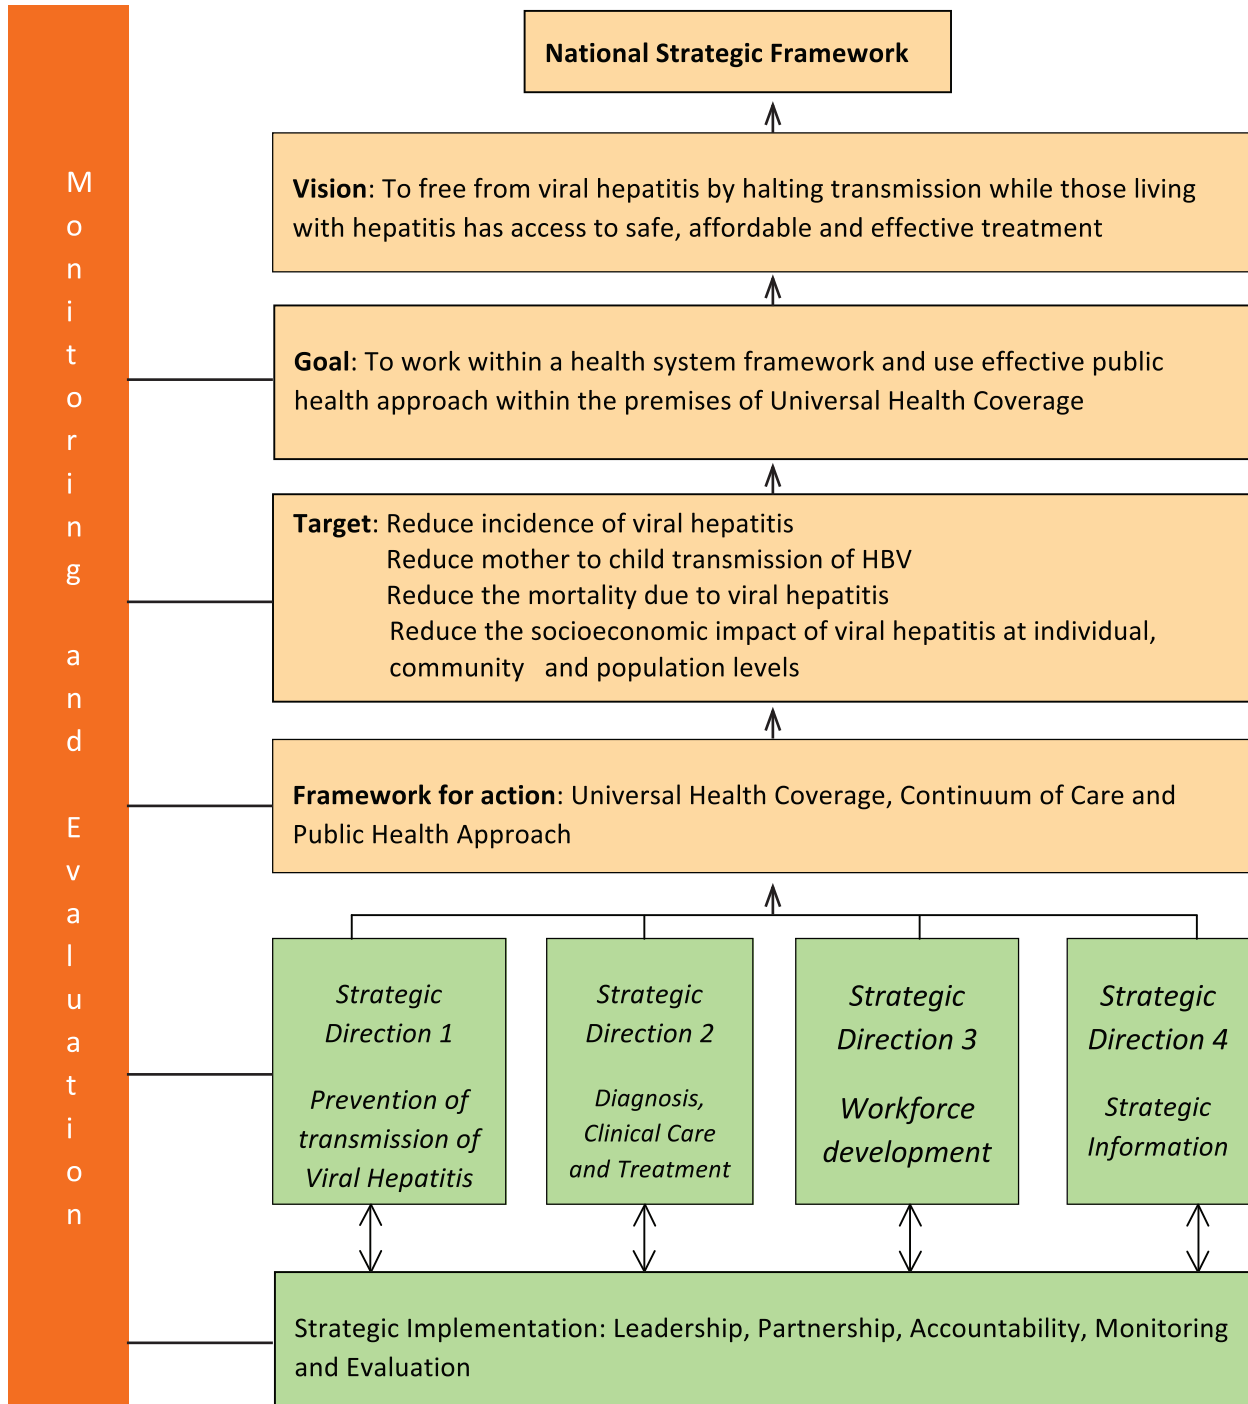 National Strategic Framework
Monitoring and Evaluation
Vision: To free from viral hepatitis by halting transmission while those living
with hepatitis has access to safe, affordable and effective treatment
Goal: To work within a health system framework and use effective public
health approach within the premises of Universal Health Coverage
Target: Reduce incidence of viral hepatitis
Reduce mother to child transmission of HBV
Reduce the mortality due to viral hepatitis
Reduce the socioeconomic impact of viral hepatitis at individual,
community and population levels
Framework for action: Universal Health Coverage, Continuum of Care and
Public Health Approach
Strategic
Direction 1
Prevention of
transmission of
Viral Hepatitis
Strategic
Direction 2
Diagnosis,
Clinical Care
and Treatment
Strategic
Direction 3
Workforce
development
Strategic
Direction 4
Strategic
Information
Strategic Implementation: Leadership, Partnership, Accountability, Monitoring
and Evaluation